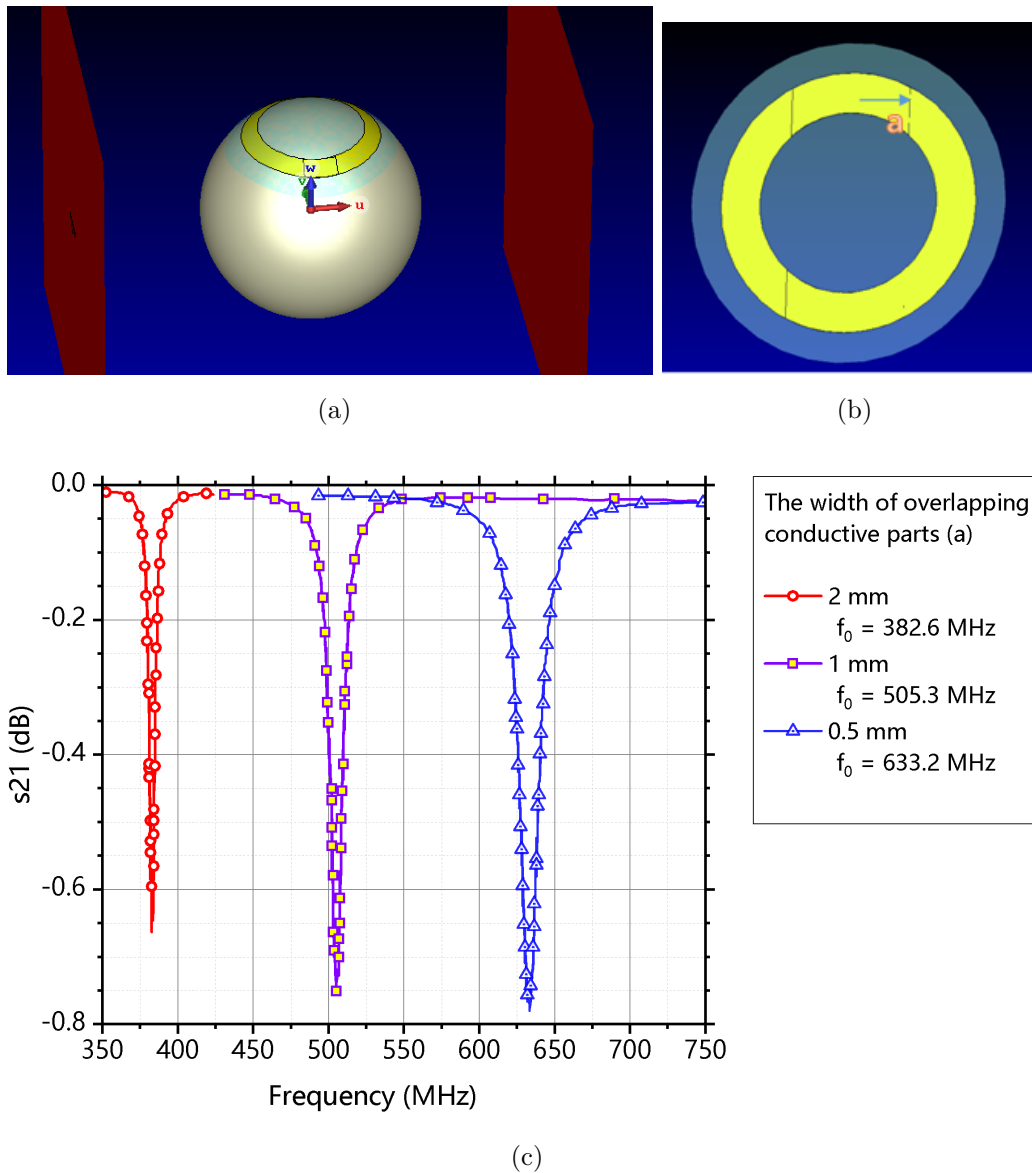 w
v
u
a
(a)
(b)
0.0
-0.2
-0.4
-0.6
-0.8
s21 (dB)
350 400 450 500 550 600 650 700 750
Frequency (MHz)
The width of overlapping
conductive parts (a)
2 mm
f₀ = 382.6 MHz
1 mm
f₀ = 505.3 MHz
0.5 mm
f₀ = 633.2 MHz
(c)